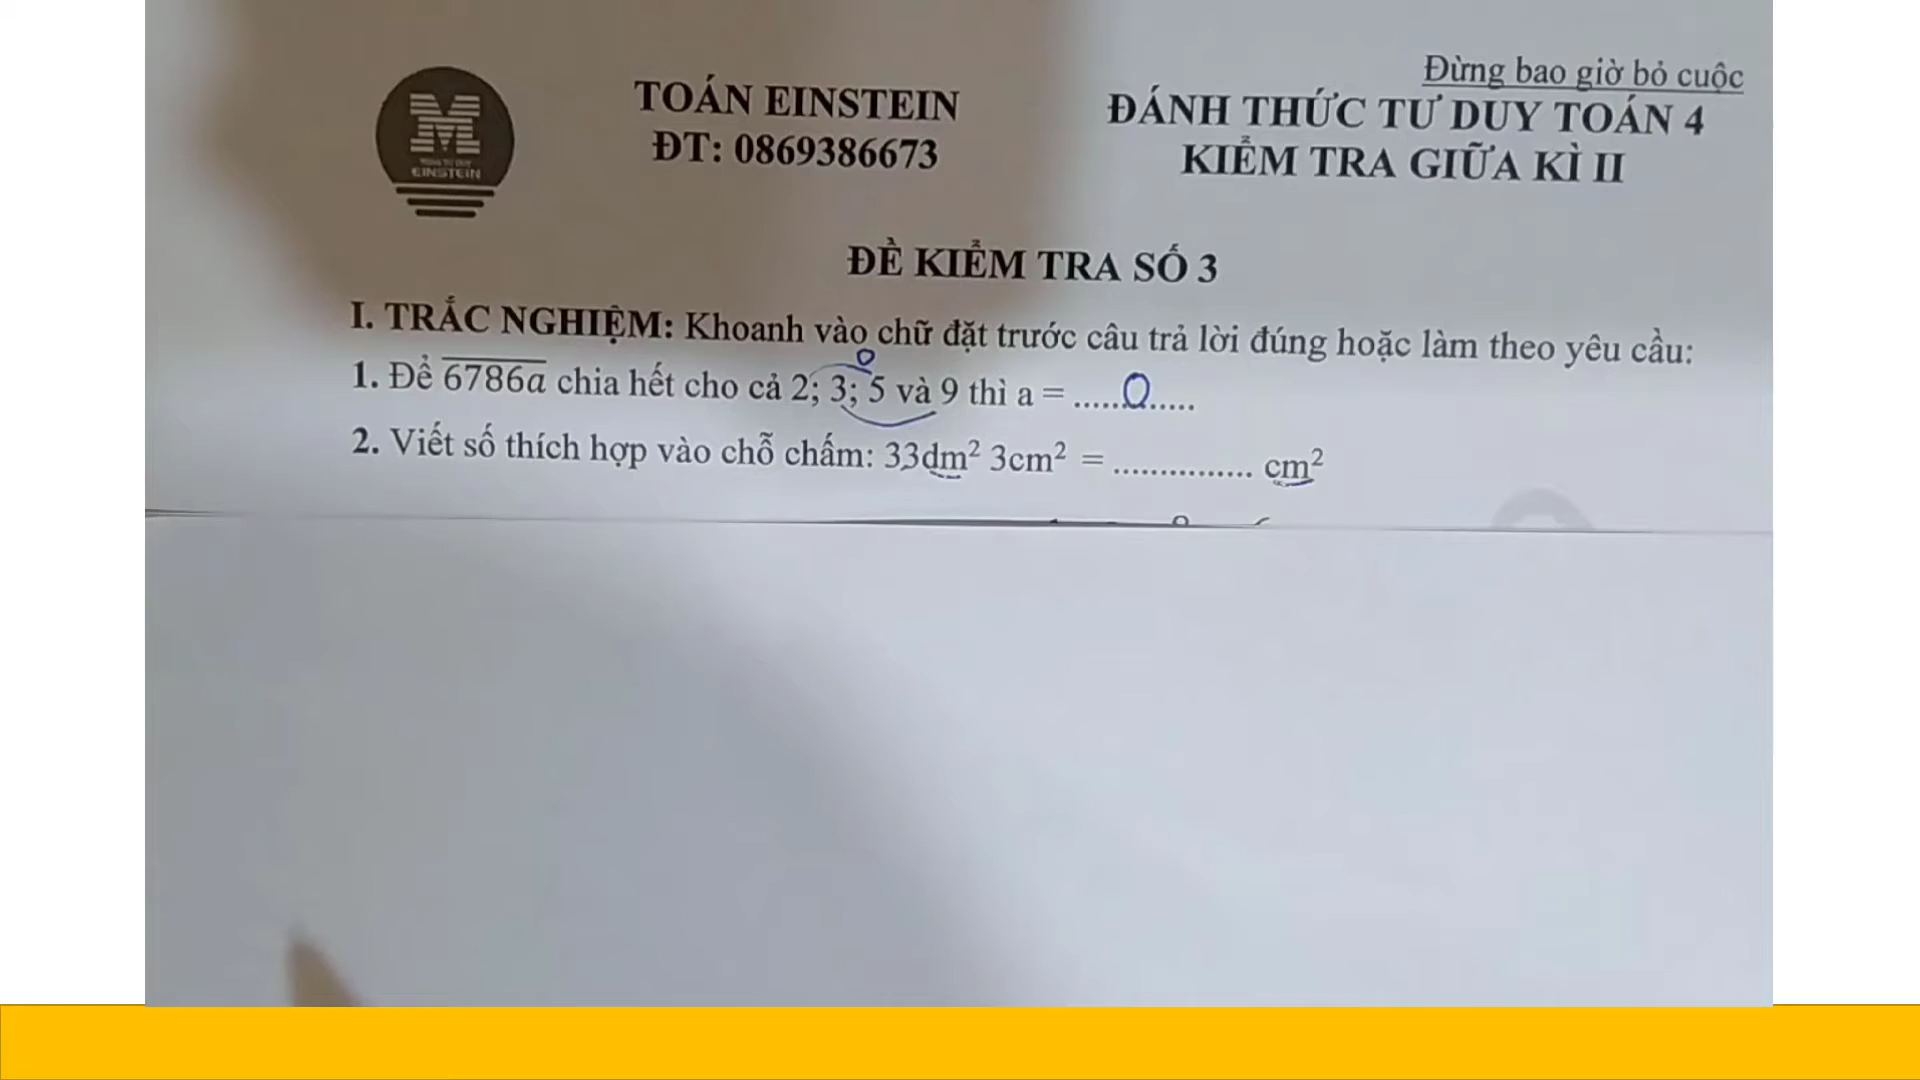 Đừng bao giờ bỏ cuộc
TOÁN EINSTEIN
ĐT: 0869386673
ĐÁNH THỨC TƯ DUY TOÁN 4
KIỂM TRA GIỮA KÌ II
M
EINSTEIN
ĐỀ KIỂM TRA SỐ 3
I. TRẮC NGHIỆM: Khoanh vào chữ đặt trước câu trả lời đúng hoặc làm theo yêu cầu:
0
1. Để 6786a chia hết cho cả 2; 3; 5 và 9 thì a = .....0.....
2. Viết số thích hợp vào chỗ chấm: 33dm² 3cm² = ............... cm²